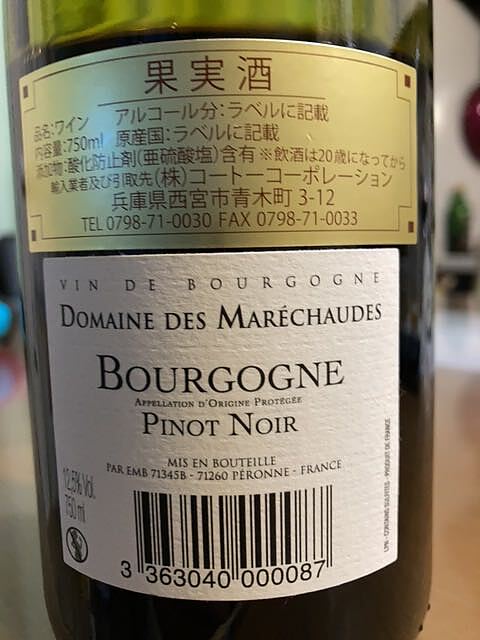 果実酒
品名:ワイン アルコール分:ラベルに記載
内容量:750ml 原産国:ラベルに記載
添加物:酸化防止剤(亜硫酸塩)含有 ※飲酒は20歳になってから
輸入業者及び引取先(株)コートーコーポレーション
兵庫県西宮市青木町 3-12
TEL 0798-71-0030 FAX 0798-71-0033
VIN DE BOURGOGNE
DOMAINE DES MARÉCHAUDES
BOURGOGNE
APPELLATION D'ORIGINE PROTÉGÉE
PINOT NOIR
MIS EN BOUTEILLE
PAR EMB 71345B - 71260 PÉRONNE - FRANCE
12,5% Vol.
750 ml
CONTAINS SULFITES - PRODUCT OF FRANCE
3 363040 000087